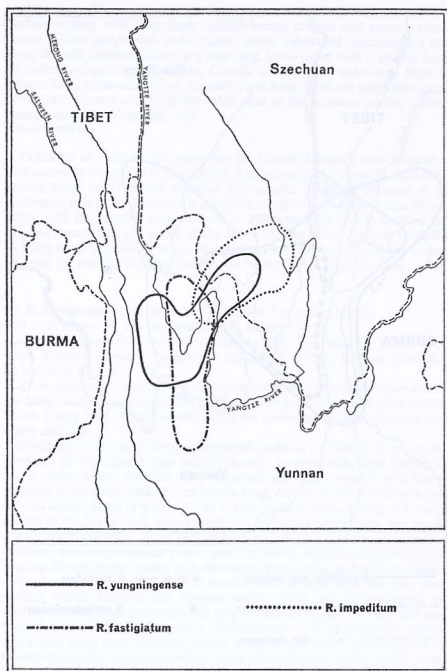 Szechuan
MEKONG RIVER
YANGTZE RIVER
SALWEEN RIVER
TIBET
BURMA
YANGTZE RIVER
Yunnan
R. yungningense
R. impeditum
R. fastigiatum